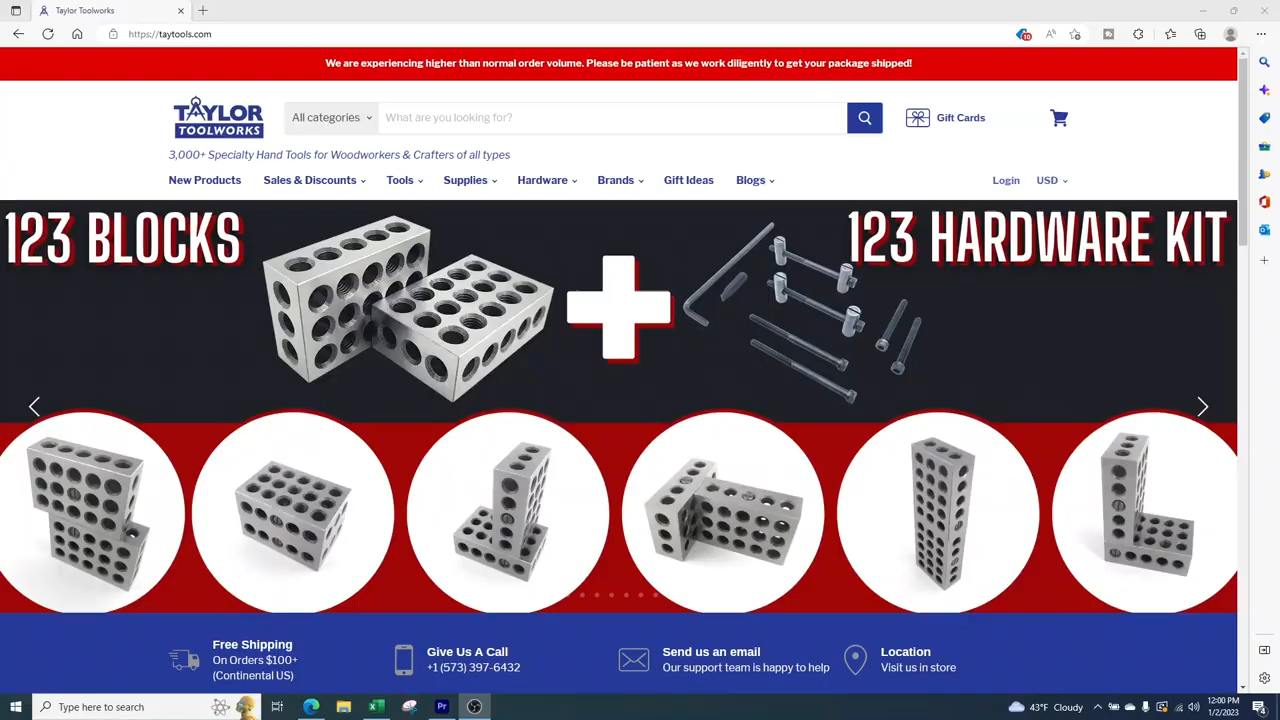 Taylor Toolworks
https://taytools.com
10
We are experiencing higher than normal order volume. Please be patient as we work diligently to get your package shipped!
TAYLOR
TOOLWORKS
All categories
What are you looking for?
Gift Cards
3,000+ Specialty Hand Tools for Woodworkers & Crafters of all types
New Products
Sales & Discounts
Tools
Supplies
Hardware
Brands
Gift Ideas
Blogs
Login
USD
123 BLOCKS
123 HARDWARE KIT
Free Shipping
On Orders $100+
(Continental US)
Give Us A Call
+1 (573) 397-6432
Send us an email
Our support team is happy to help
Location
Visit us in store
Type here to search
Pr
43°F Cloudy
12:00 PM
1/2/2023
4